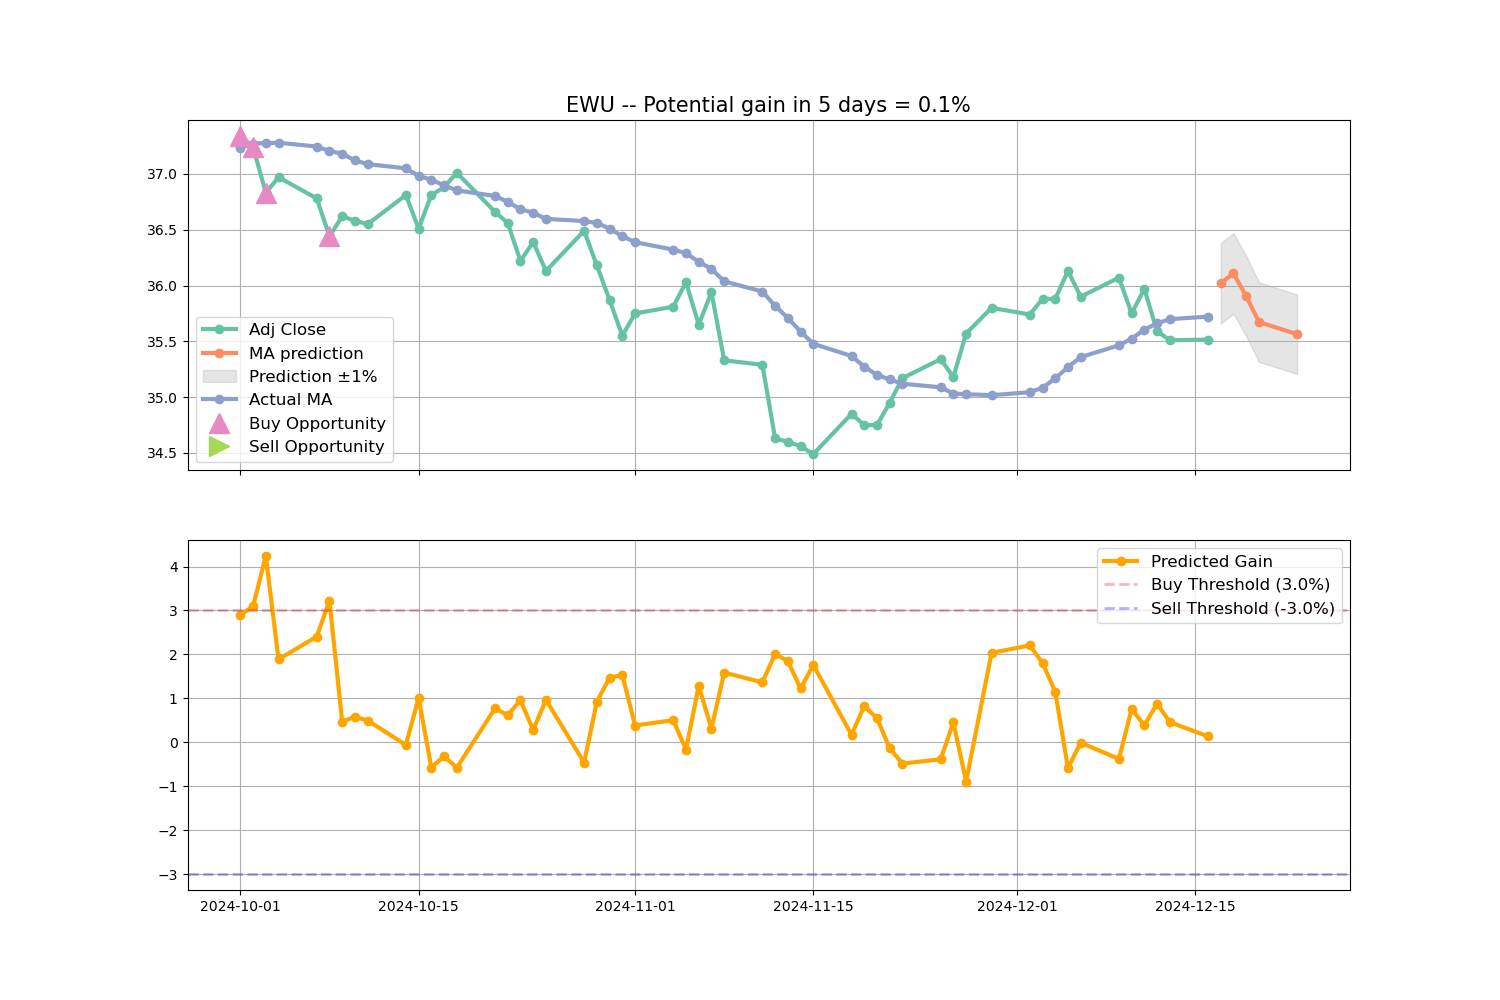 EWU -- Potential gain in 5 days = 0.1%
37.0
36.5
36.0
35.5
35.0
34.5
Adj Close
MA prediction
Prediction ±1%
Actual MA
Buy Opportunity
Sell Opportunity
4
3
2
1
0
−1
−2
−3
Predicted Gain
Buy Threshold (3.0%)
Sell Threshold (-3.0%)
2024-10-01 2024-10-15 2024-11-01 2024-11-15 2024-12-01 2024-12-15